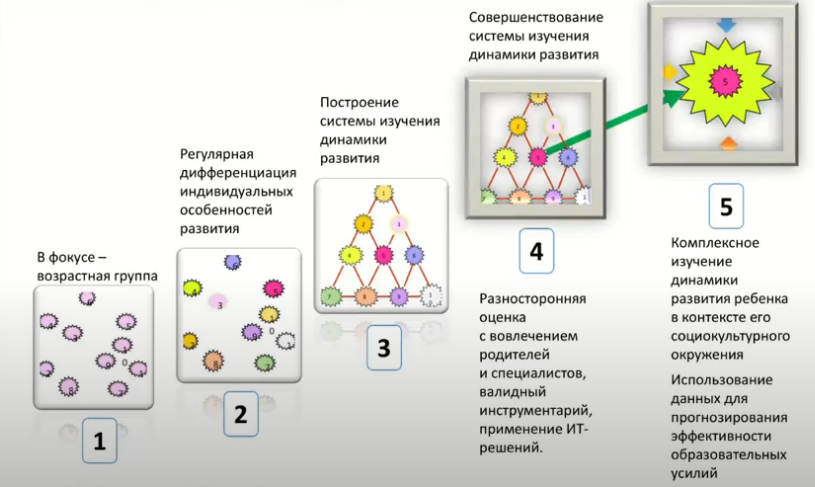 В фокусе –
возрастная группа
1
Регулярная
дифференциация
индивидуальных
особенностей
развития
2
Построение
системы изучения
динамики
развития
3
Совершенствование
системы изучения
динамики развития
4
Разносторонняя
оценка
с вовлечением
родителей
и специалистов,
валидный
инструментарий,
применение ИТ-
решений.
5
5
Комплексное
изучение
динамики
развития ребенка
в контексте его
социокультурного
окружения
Использование
данных для
прогнозирования
эффективности
образовательных
усилий